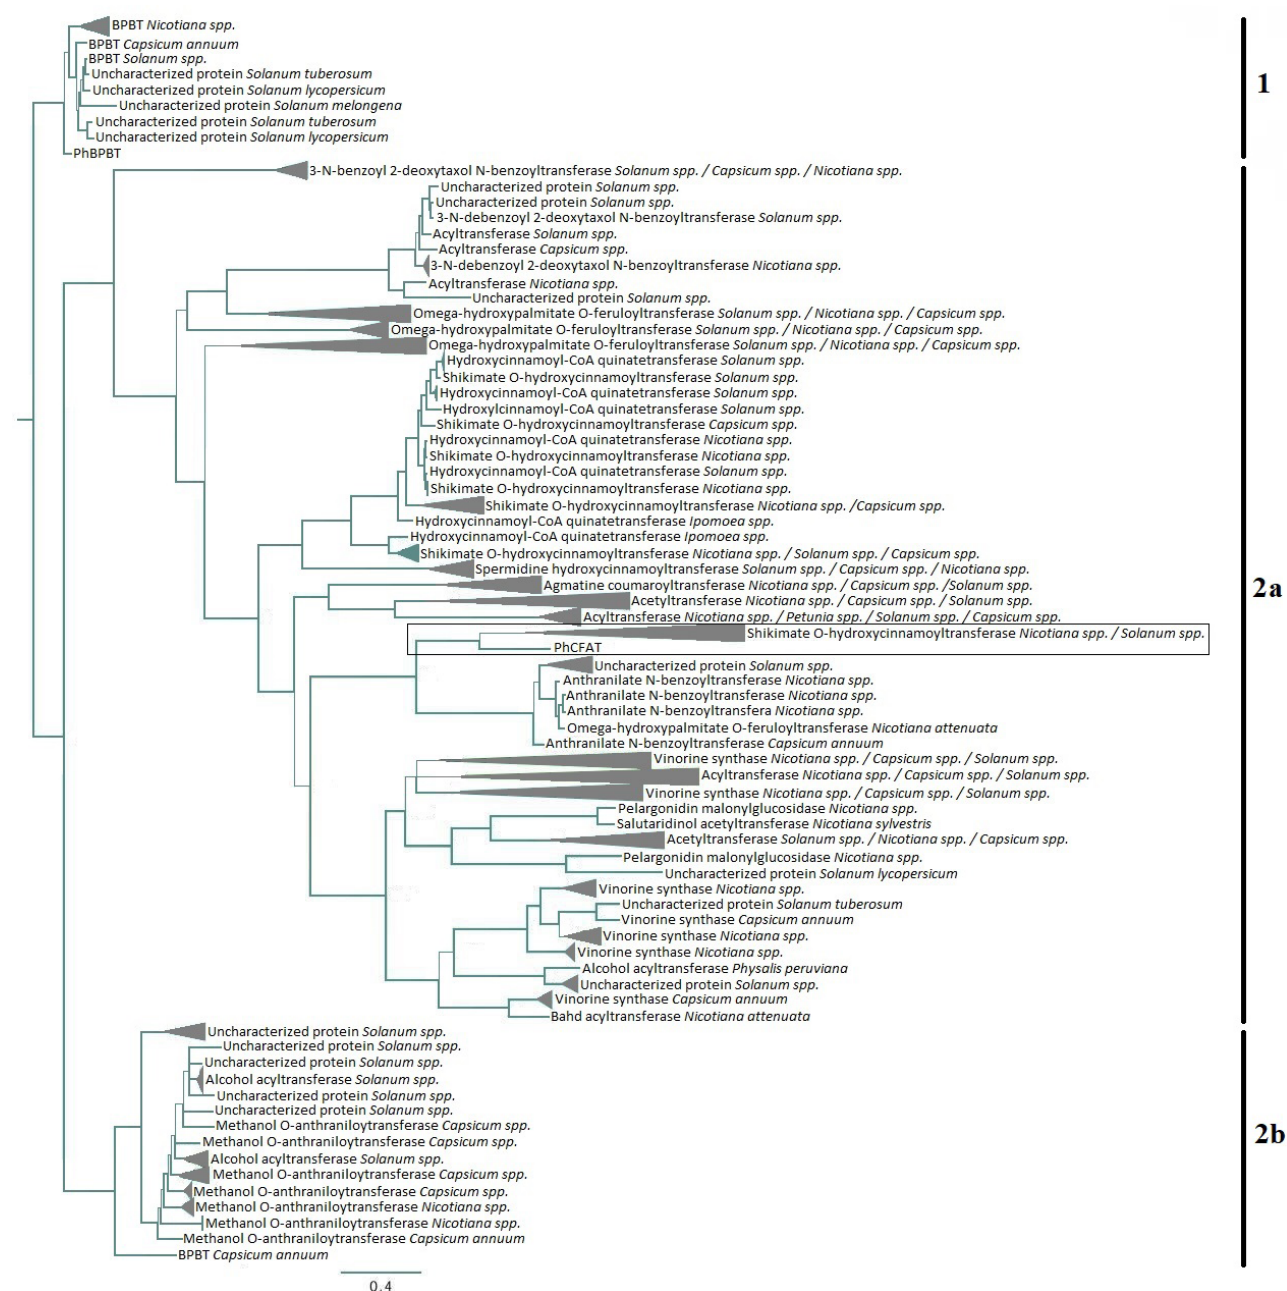 BPBT Nicotiana spp.
BPBT Capsicum annuum
BPBT Solanum spp.
Uncharacterized protein Solanum tuberosum
Uncharacterized protein Solanum lycopersicum
Uncharacterized protein Solanum melongena
Uncharacterized protein Solanum tuberosum
Uncharacterized protein Solanum lycopersicum
PhBPBT
1
3-N-benzoyl 2-deoxytaxol N-benzoyltransferase Solanum spp. / Capsicum spp. / Nicotiana spp.
Uncharacterized protein Solanum spp.
Uncharacterized protein Solanum spp.
3-N-debenzoyl 2-deoxytaxol N-benzoyltransferase Solanum spp.
Acyltransferase Solanum spp.
Acyltransferase Capsicum spp.
3-N-debenzoyl 2-deoxytaxol N-benzoyltransferase Nicotiana spp.
Acyltransferase Nicotiana spp.
Uncharacterized protein Solanum spp.
Omega-hydroxypalmitate O-feruloyltransferase Solanum spp. / Nicotiana spp. / Capsicum spp.
Omega-hydroxypalmitate O-feruloyltransferase Solanum spp. / Nicotiana spp. / Capsicum spp.
Omega-hydroxypalmitate O-feruloyltransferase Solanum spp. / Nicotiana spp. / Capsicum spp.
Hydroxycinnamoyl-CoA quinatetransferase Solanum spp.
Shikimate O-hydroxycinnamoyltransferase Solanum spp.
Hydroxycinnamoyl-CoA quinatetransferase Solanum spp.
Hydroxylcinnamoyl-CoA quinatetransferase Solanum spp.
Shikimate O-hydroxycinnamoyltransferase Capsicum spp.
Hydroxycinnamoyl-CoA quinatetransferase Nicotiana spp.
Shikimate O-hydroxycinnamoyltransferase Nicotiana spp.
Hydroxycinnamoyl-CoA quinatetransferase Solanum spp.
Shikimate O-hydroxycinnamoyltransferase Nicotiana spp.
Shikimate O-hydroxycinnamoyltransferase Nicotiana spp. /Capsicum spp.
Hydroxycinnamoyl-CoA quinatetransferase Ipomoea spp.
Hydroxycinnamoyl-CoA quinatetransferase Ipomoea spp.
Shikimate O-hydroxycinnamoyltransferase Nicotiana spp. / Solanum spp. / Capsicum spp.
Spermidine hydroxycinnamoyltransferase Solanum spp. / Capsicum spp. / Nicotiana spp.
Agmatine coumaroyltransferase Nicotiana spp. / Capsicum spp. /Solanum spp.
2a
Acetyltransferase Nicotiana spp. / Capsicum spp. / Solanum spp.
Acyltransferase Nicotiana spp. / Petunia spp. / Solanum spp. / Capsicum spp.
Shikimate O-hydroxycinnamoyltransferase Nicotiana spp. / Solanum spp.
PhCFAT
Uncharacterized protein Solanum spp.
Anthranilate N-benzoyltransferase Nicotiana spp.
Anthranilate N-benzoyltransferase Nicotiana spp.
Anthranilate N-benzoyltransfera Nicotiana spp.
Omega-hydroxypalmitate O-feruloyltransferase Nicotiana attenuata
Anthranilate N-benzoyltransferase Capsicum annuum
Vinorine synthase Nicotiana spp. / Capsicum spp. / Solanum spp.
Acyltransferase Nicotiana spp. / Capsicum spp. / Solanum spp.
Vinorine synthase Nicotiana spp. / Capsicum spp. / Solanum spp.
Pelargonidin malonylglucosidase Nicotiana spp.
Salutaridinol acetyltransferase Nicotiana sylvestris
Acetyltransferase Solanum spp. / Nicotiana spp. / Capsicum spp.
Pelargonidin malonylglucosidase Nicotiana spp.
Uncharacterized protein Solanum lycopersicum
Vinorine synthase Nicotiana spp.
Uncharacterized protein Solanum tuberosum
Vinorine synthase Capsicum annuum
Vinorine synthase Nicotiana spp.
Vinorine synthase Nicotiana spp.
Alcohol acyltransferase Physalis peruviana
Uncharacterized protein Solanum spp.
Vinorine synthase Capsicum annuum
Bahd acyltransferase Nicotiana attenuata
Uncharacterized protein Solanum spp.
Uncharacterized protein Solanum spp.
Uncharacterized protein Solanum spp.
Alcohol acyltransferase Solanum spp.
Uncharacterized protein Solanum spp.
Uncharacterized protein Solanum spp.
Methanol O-anthraniloytransferase Capsicum spp.
2b
Methanol O-anthraniloytransferase Capsicum spp.
Alcohol acyltransferase Solanum spp.
Methanol O-anthraniloytransferase Capsicum spp.
Methanol O-anthraniloytransferase Capsicum spp.
Methanol O-anthraniloytransferase Nicotiana spp.
Methanol O-anthraniloytransferase Nicotiana spp.
Methanol O-anthraniloytransferase Capsicum annuum
BPBT Capsicum annuum
0.4